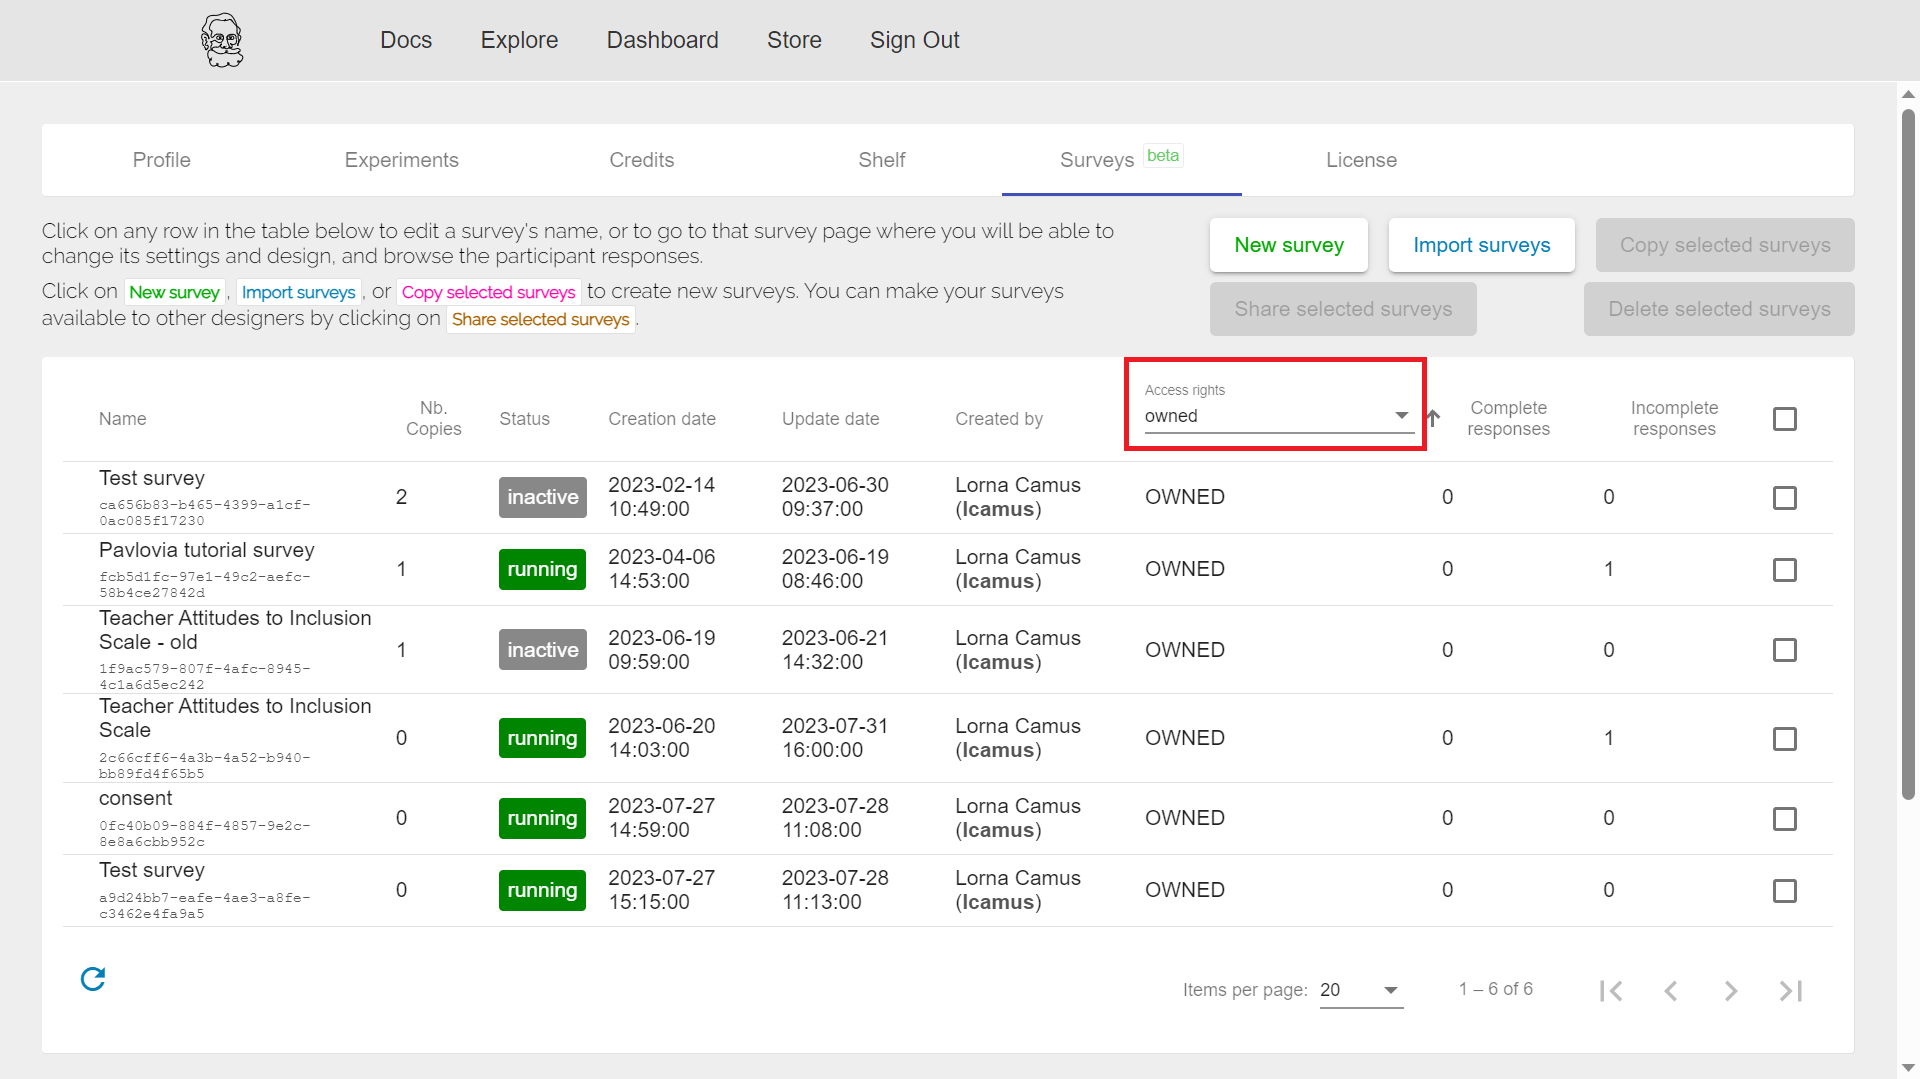 Docs Explore Dashboard Store Sign Out
Profile Experiments Credits Shelf Surveys beta License
Click on any row in the table below to edit a survey's name, or to go to that survey page where you will be able to
change its settings and design, and browse the participant responses.
Click on New survey, Import surveys, or Copy selected surveys to create new surveys. You can make your surveys
available to other designers by clicking on Share selected surveys.
New survey Import surveys Copy selected surveys
Share selected surveys Delete selected surveys
Name Nb. Copies Status Creation date Update date Created by Access rights owned Complete responses Incomplete responses
Test survey
ca656b83-b465-4399-a1cf-
0ac085f17230
2 inactive 2023-02-14 10:49:00 2023-06-30 09:37:00 Lorna Camus (lcamus) OWNED 0 0
Pavlovia tutorial survey
fcb5d1fc-97e1-49c2-aefc-
58b4ce27842d
1 running 2023-04-06 14:53:00 2023-06-19 08:46:00 Lorna Camus (lcamus) OWNED 0 1
Teacher Attitudes to Inclusion
Scale - old
1f9ac579-807f-4afc-8945-
4c1a6d5ec242
1 inactive 2023-06-19 09:59:00 2023-06-21 14:32:00 Lorna Camus (lcamus) OWNED 0 0
Teacher Attitudes to Inclusion
Scale
2c66cff6-4a3b-4a52-b940-
bb89fd4f65b5
0 running 2023-06-20 14:03:00 2023-07-31 16:00:00 Lorna Camus (lcamus) OWNED 0 1
consent
0fc40b09-884f-4857-9e2c-
8e8a6cbb952c
0 running 2023-07-27 14:59:00 2023-07-28 11:08:00 Lorna Camus (lcamus) OWNED 0 0
Test survey
a9d24bb7-eafe-4ae3-a8fe-
c3462e4fa9a5
0 running 2023-07-27 15:15:00 2023-07-28 11:13:00 Lorna Camus (lcamus) OWNED 0 0
Items per page: 20 1 – 6 of 6